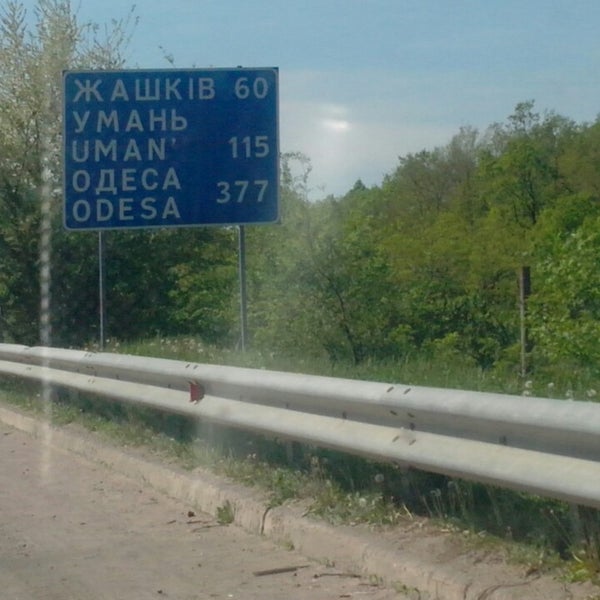 ЖАШКІВ 60
УМАНЬ
UMAN' 115
ОДЕСА
ODESA 377